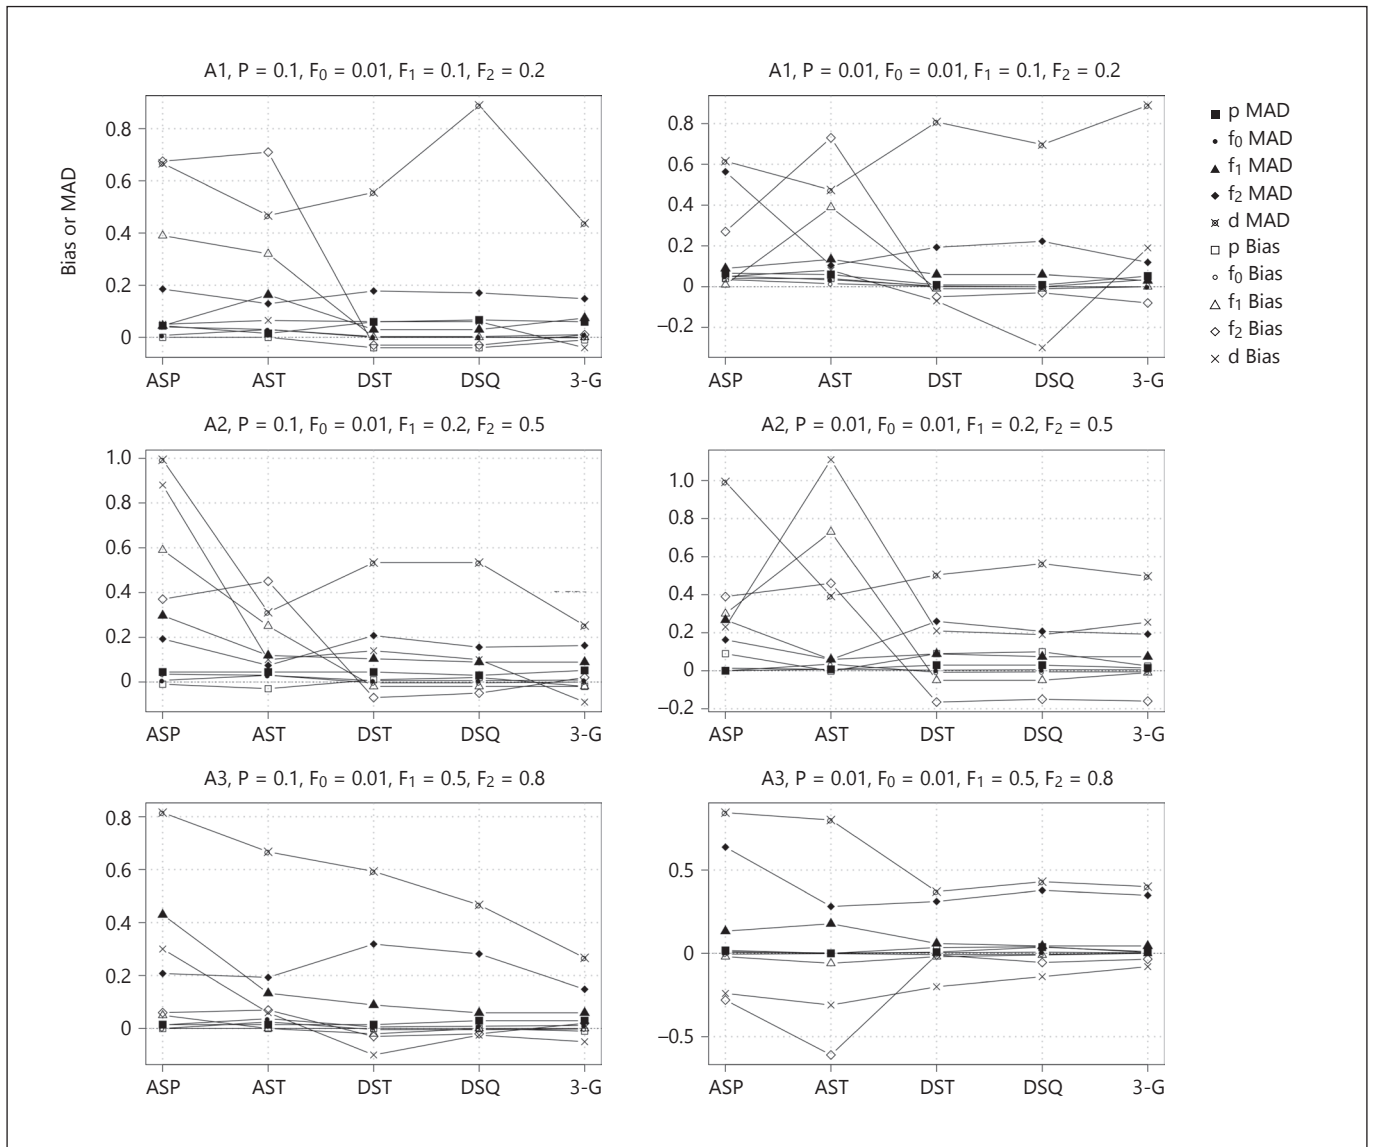 A1, P = 0.1, F₀ = 0.01, F₁ = 0.1, F₂ = 0.2
Bias or MAD
0.8
0.6
0.4
0.2
0
ASP AST DST DSQ 3-G
A1, P = 0.01, F₀ = 0.01, F₁ = 0.1, F₂ = 0.2
0.8
0.6
0.4
0.2
0
–0.2
ASP AST DST DSQ 3-G
p MAD
f₀ MAD
f₁ MAD
f₂ MAD
d MAD
p Bias
f₀ Bias
f₁ Bias
f₂ Bias
d Bias
A2, P = 0.1, F₀ = 0.01, F₁ = 0.2, F₂ = 0.5
1.0
0.8
0.6
0.4
0.2
0
ASP AST DST DSQ 3-G
A2, P = 0.01, F₀ = 0.01, F₁ = 0.2, F₂ = 0.5
1.0
0.8
0.6
0.4
0.2
0
–0.2
ASP AST DST DSQ 3-G
A3, P = 0.1, F₀ = 0.01, F₁ = 0.5, F₂ = 0.8
0.8
0.6
0.4
0.2
0
ASP AST DST DSQ 3-G
A3, P = 0.01, F₀ = 0.01, F₁ = 0.5, F₂ = 0.8
0.5
0
–0.5
ASP AST DST DSQ 3-G